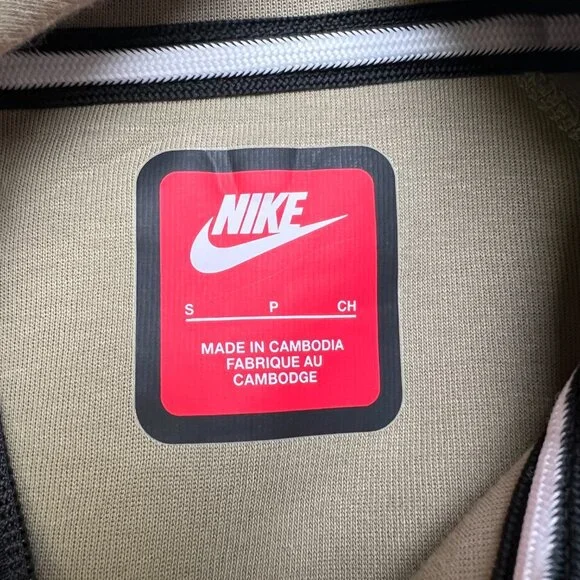 NIKE
S P CH
MADE IN CAMBODIA
FABRIQUE AU
CAMBODGE